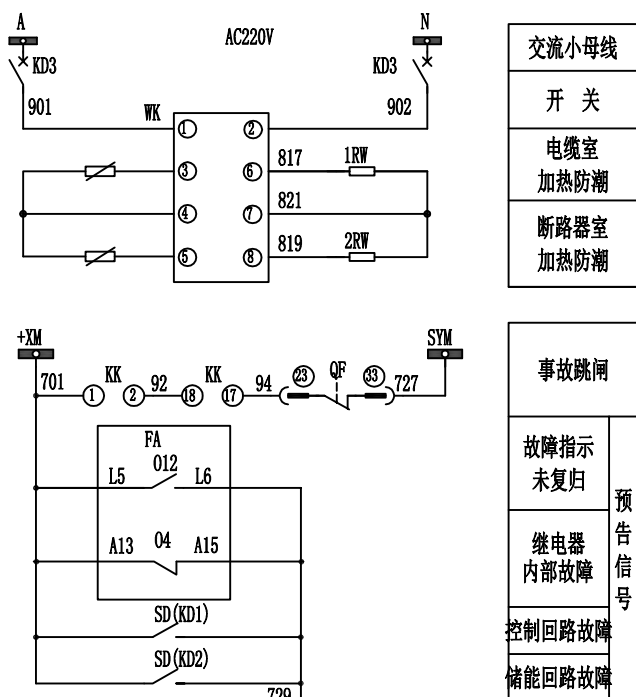 A
AC220V
N
KD3
KD3
901
902
WK
1
2
3
6
817
1RW
4
7
821
5
8
819
2RW
交流小母线
开 关
电缆室
加热防潮
断路器室
加热防潮
+XM
SYM
701
KK
92
KK
94
23
QF
33
727
1
2
18
17
FA
L5
012
L6
A13
04
A15
SD(KD1)
SD(KD2)
729
事故跳闸
故障指示
未复归
继电器
内部故障
控制回路故障
储能回路故障
预告信号